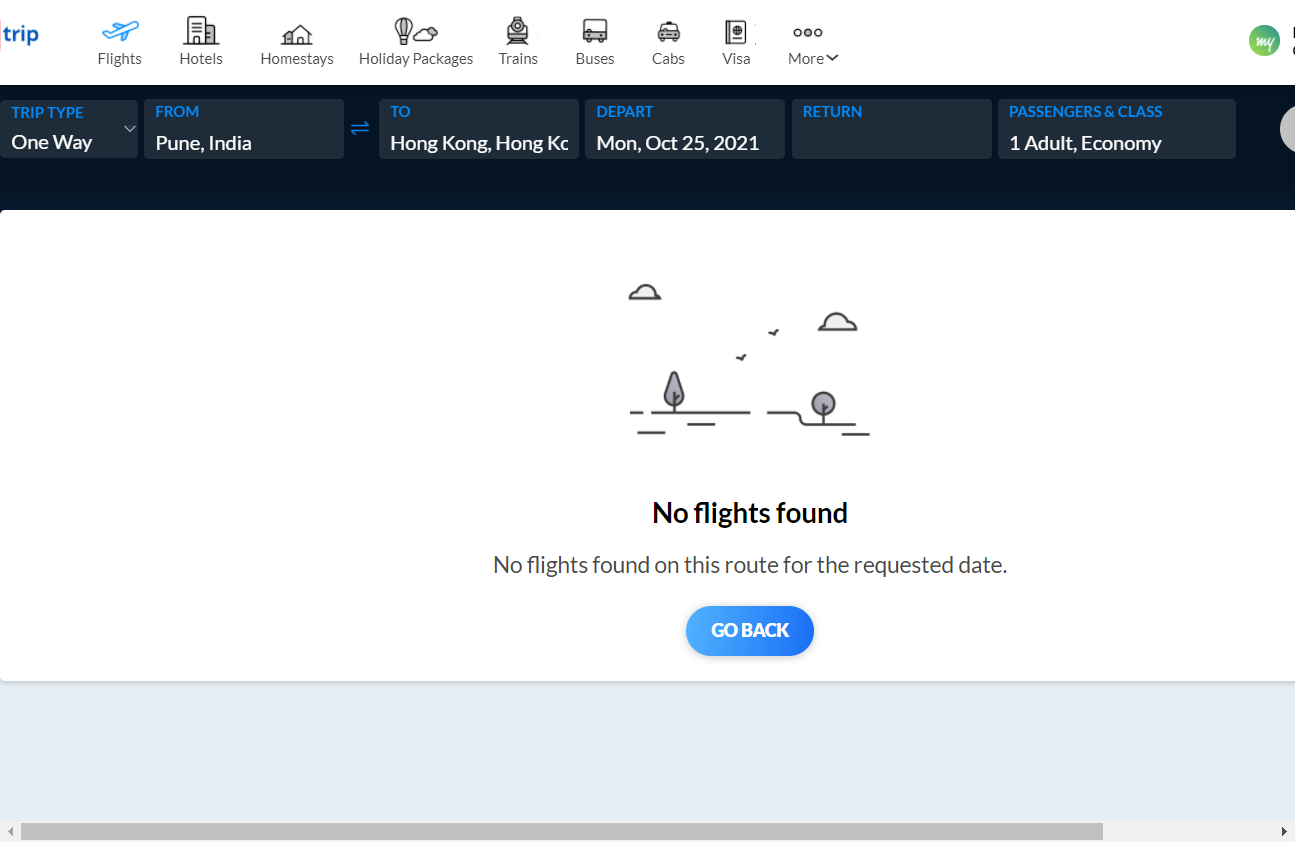 trip
Flights
Hotels
Homestays
Holiday Packages
Trains
Buses
Cabs
Visa
More
my
TRIP TYPE
One Way
FROM
Pune, India
TO
Hong Kong, Hong Kc
DEPART
Mon, Oct 25, 2021
RETURN
PASSENGERS & CLASS
1 Adult, Economy
No flights found
No flights found on this route for the requested date.
GO BACK